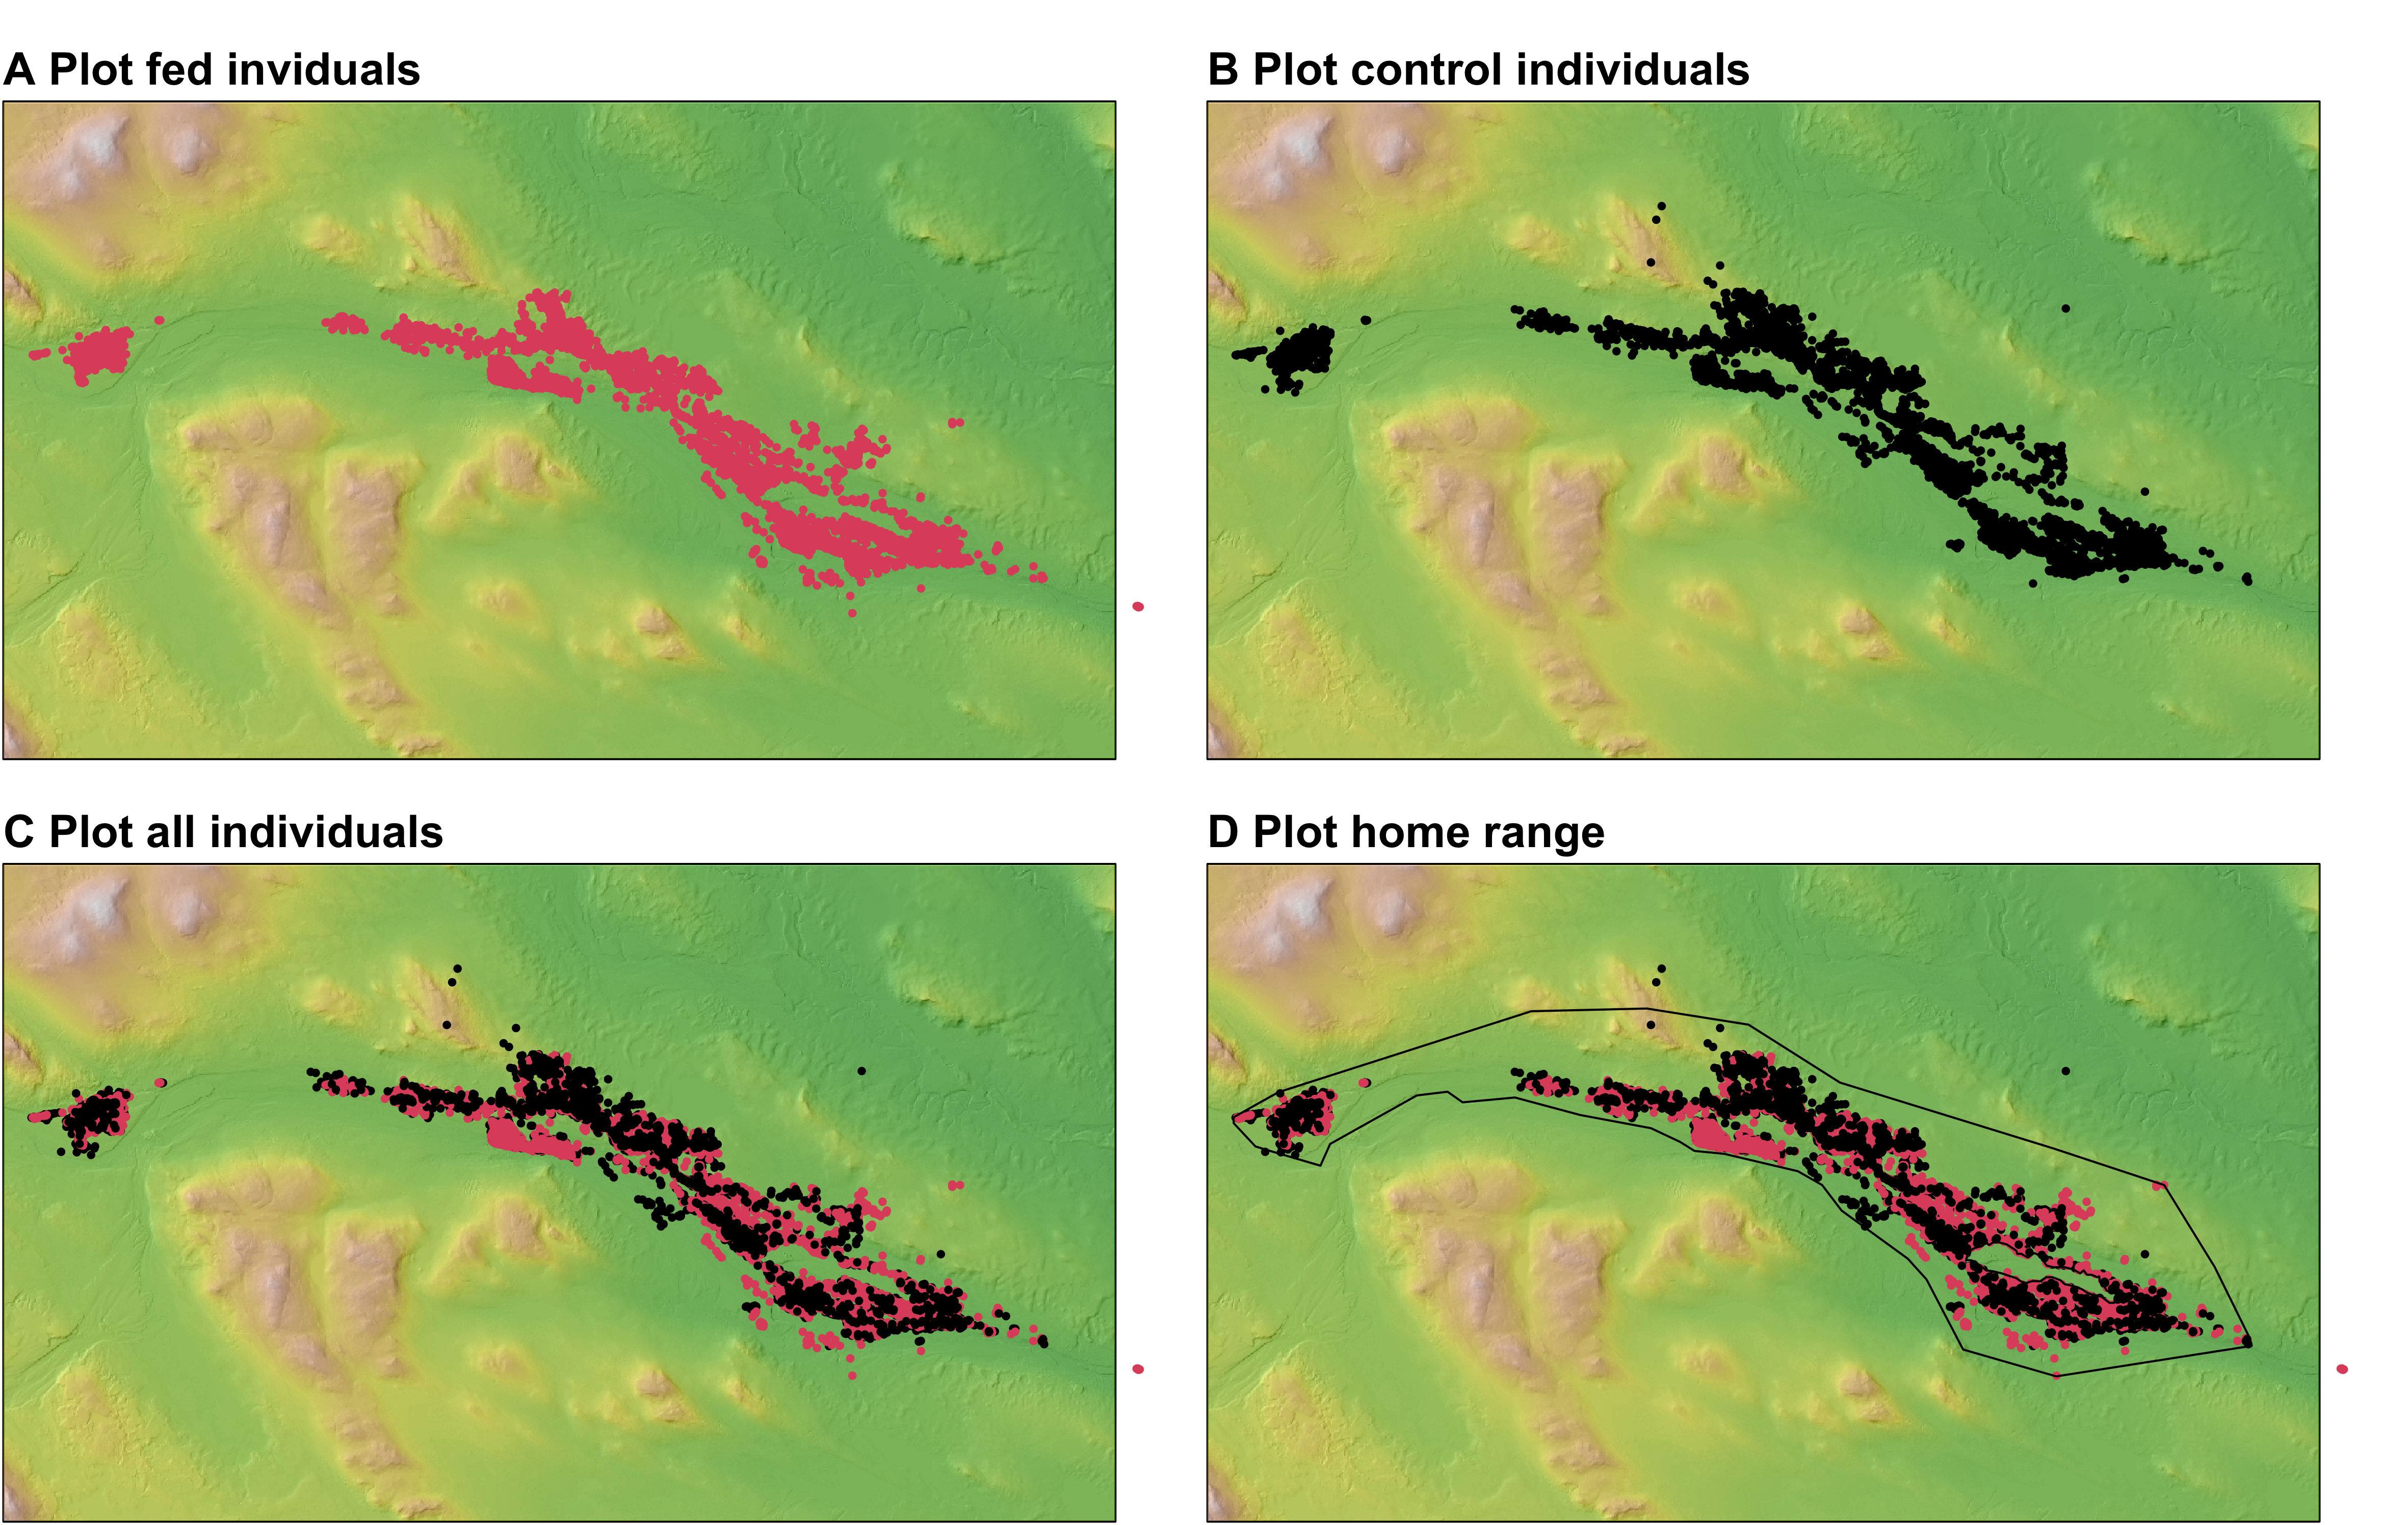 A Plot fed inviduals
B Plot control individuals
C Plot all individuals
D Plot home range